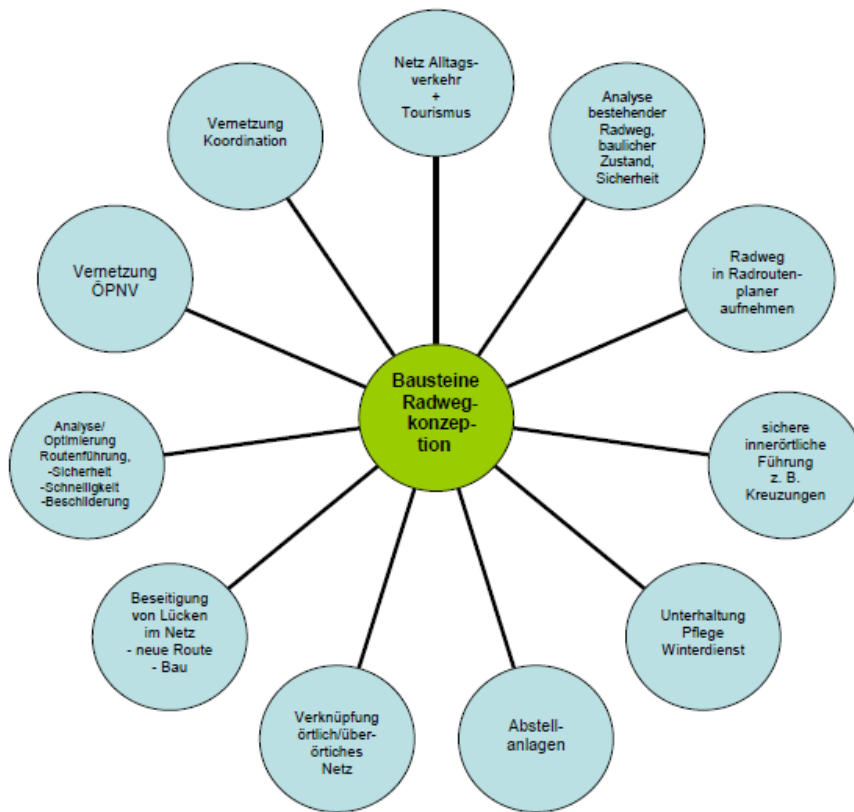 Netz Alltags-
verkehr
+
Tourismus
Analyse
bestehender
Radweg,
baulicher
Zustand,
Sicherheit
Radweg
in Radrouten-
planer
aufnehmen
sichere
innerörtliche
Führung
z. B.
Kreuzungen
Unterhaltung
Pflege
Winterdienst
Abstell-
anlagen
Verknüpfung
örtlich/über-
örtiches
Netz
Beseitigung
von Lücken
im Netz
- neue Route
- Bau
Analyse/
Optimierung
Routenführung,
-Sicherheit
-Schnelligkeit
-Beschilderung
Vernetzung
ÖPNV
Vernetzung
Koordination
Bausteine
Radweg-
konzep-
tion